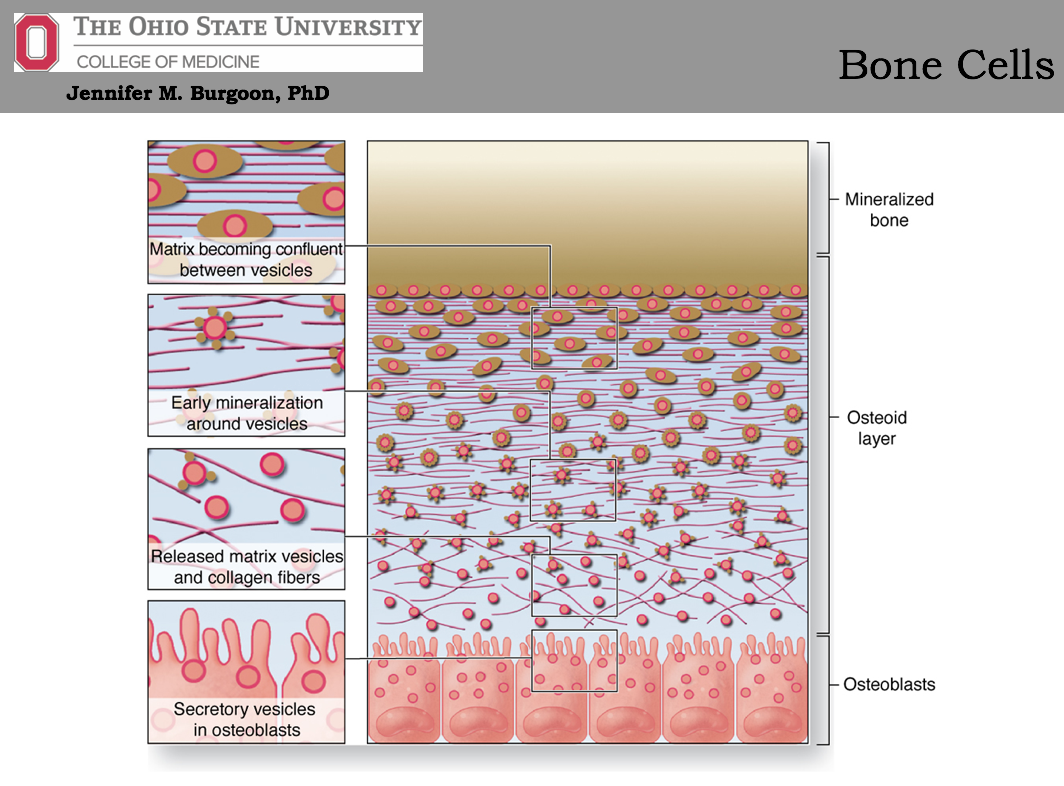 THE OHIO STATE UNIVERSITY
COLLEGE OF MEDICINE
Jennifer M. Burgoon, PhD
Bone Cells
Matrix becoming confluent
between vesicles
Early mineralization
around vesicles
Released matrix vesicles
and collagen fibers
Secretory vesicles
in osteoblasts
Mineralized
bone
Osteoid
layer
Osteoblasts